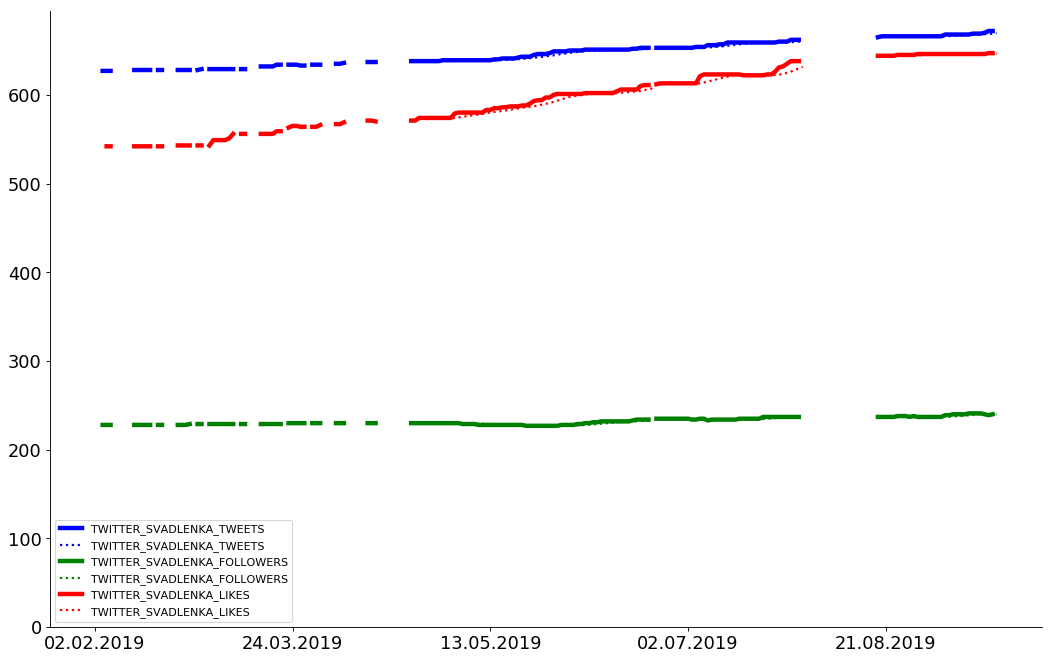 600
500
400
300
200
100
0
TWITTER_SVADLENKA_TWEETS
TWITTER_SVADLENKA_TWEETS
TWITTER_SVADLENKA_FOLLOWERS
TWITTER_SVADLENKA_FOLLOWERS
TWITTER_SVADLENKA_LIKES
TWITTER_SVADLENKA_LIKES
02.02.2019 24.03.2019 13.05.2019 02.07.2019 21.08.2019